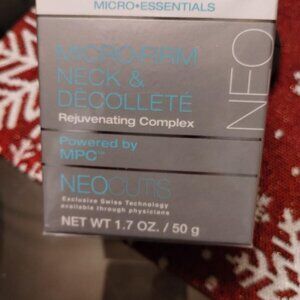 MICRO•ESSENTIALS
MICRO·FIRM
NECK &
DÉCOLLETÉ
Rejuvenating Complex
NEO
Powered by
MPC™
NEOCUTIS
Exclusive Swiss Technology
available through physicians
NET WT 1.7 OZ. / 50 g